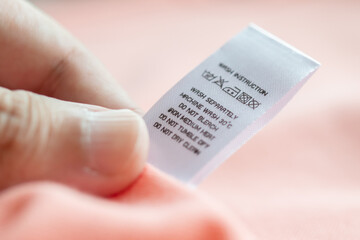 WASH INSTRUCTION
WASH SEPARATELY
MACHINE WASH 30°C
DO NOT BLEACH
IRON MEDIUM HEAT
DO NOT TUMBLE DRY
DO NOT DRY CLEAN